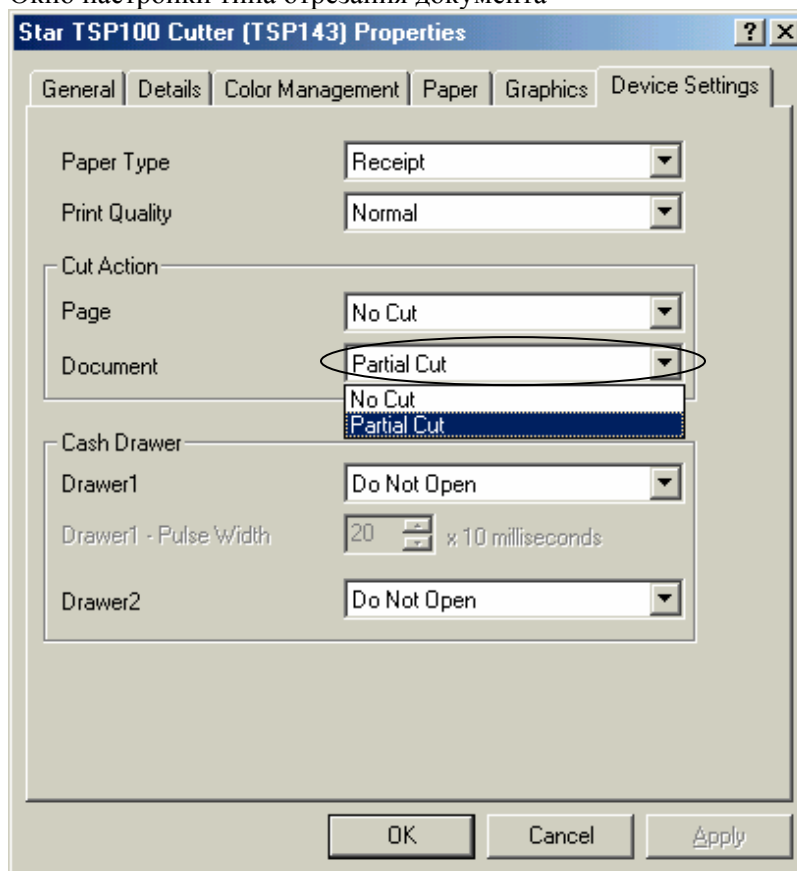 Окно настройки типа отрезания документа
Star TSP100 Cutter (TSP143) Properties
General Details Color Management Paper Graphics Device Settings
Paper Type Receipt
Print Quality Normal
Cut Action
Page No Cut
Document Partial Cut
No Cut
Partial Cut
Cash Drawer
Drawer1 Do Not Open
Drawer1 - Pulse Width 20 x 10 milliseconds
Drawer2 Do Not Open
OK Cancel Apply